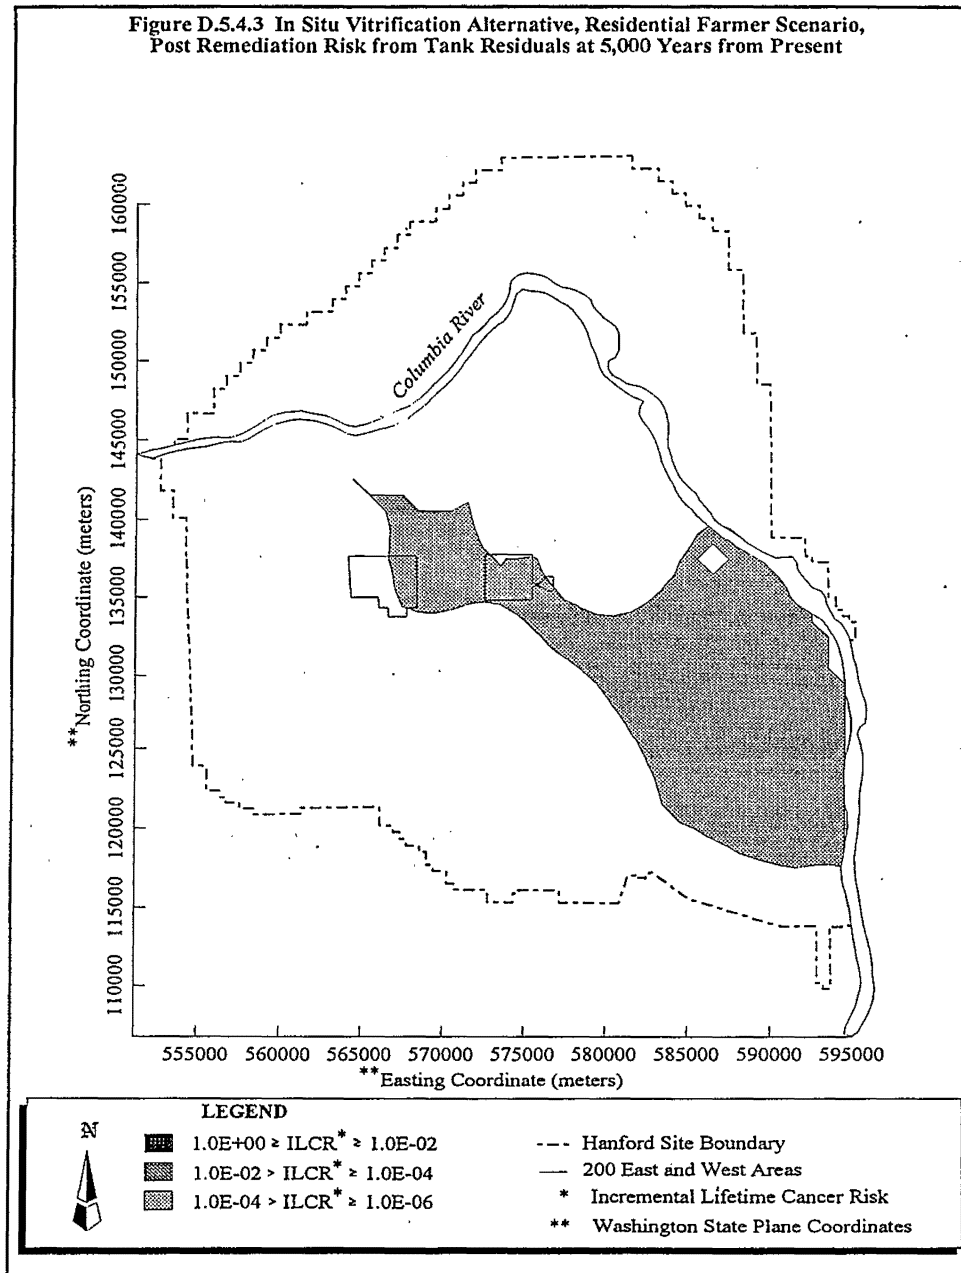 Figure D.5.4.3 In Situ Vitrification Alternative, Residential Farmer Scenario,
Post Remediation Risk from Tank Residuals at 5,000 Years from Present
160000
155000
150000
145000
140000
135000
130000
125000
120000
115000
110000
**Northing Coordinate (meters)
Columbia River
555000 560000 565000 570000 575000 580000 585000 590000 595000
**Easting Coordinate (meters)
LEGEND
N
1.0E+00 ≥ ILCR* ≥ 1.0E-02
1.0E-02 > ILCR* ≥ 1.0E-04
1.0E-04 > ILCR* ≥ 1.0E-06
Hanford Site Boundary
200 East and West Areas
* Incremental Lifetime Cancer Risk
** Washington State Plane Coordinates